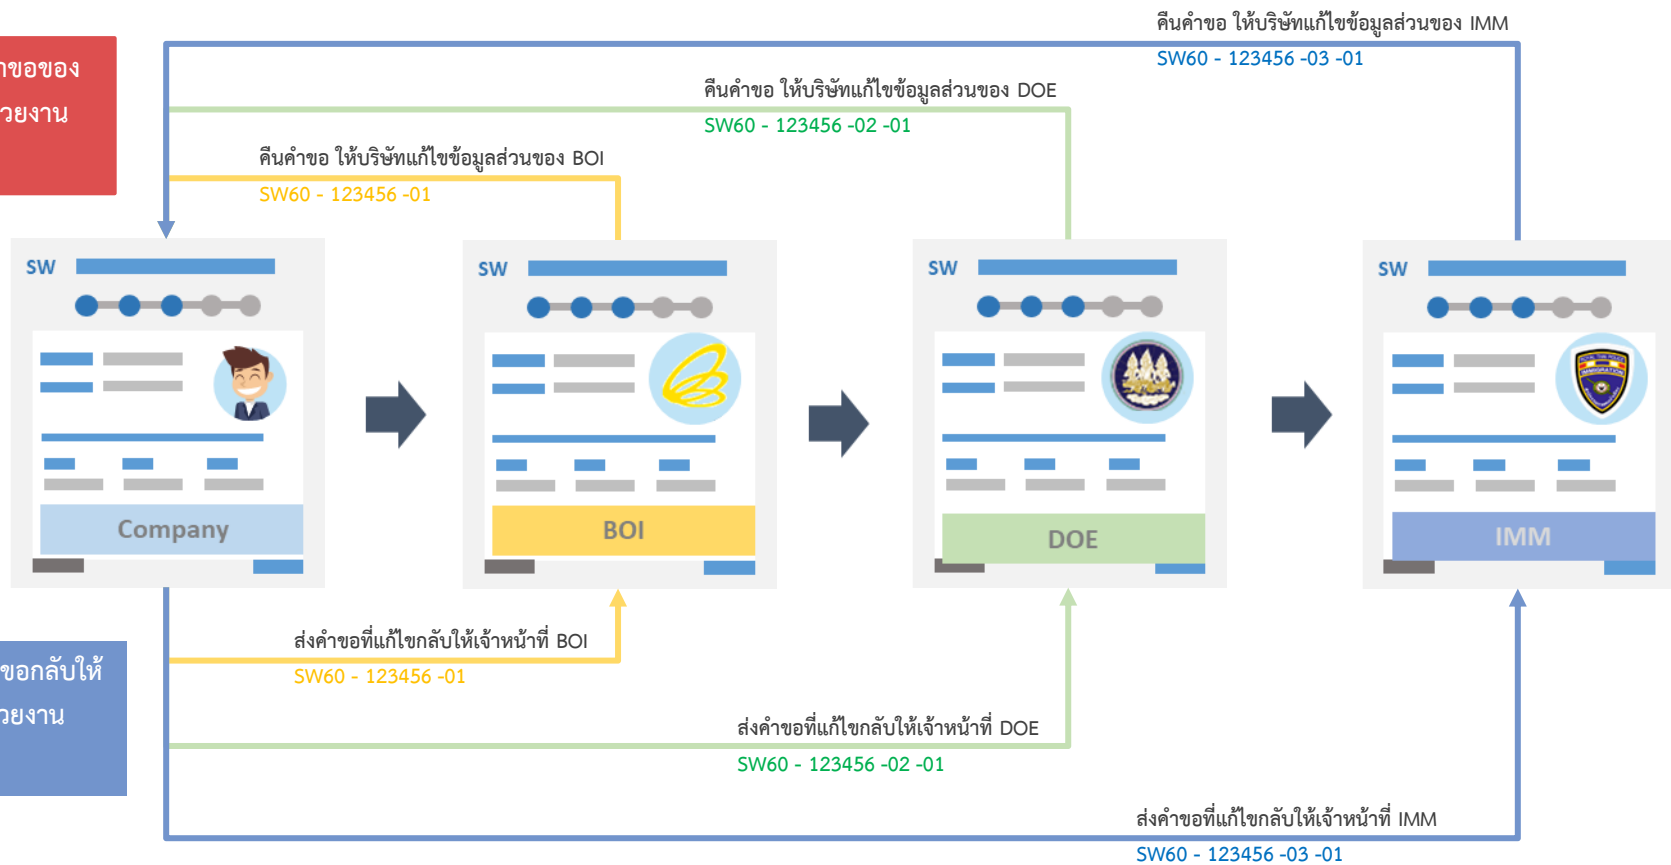 คืนคำขอ ให้บริษัทแก้ไขข้อมูลส่วนของ IMM
SW60 - 123456 -03 -01
คืนคำขอ ให้บริษัทแก้ไขข้อมูลส่วนของ DOE
SW60 - 123456 -02 -01
คืนคำขอ ให้บริษัทแก้ไขข้อมูลส่วนของ BOI
SW60 - 123456 -01
SW
SW
SW
SW
IMMIGRATION
Company
BOI
DOE
IMM
ส่งคำขอที่แก้ไขกลับให้เจ้าหน้าที่ BOI
SW60 - 123456 -01
ขอกลับให้
ส่งคำขอที่แก้ไขกลับให้เจ้าหน้าที่ DOE
SW60 - 123456 -02 -01
ส่งคำขอที่แก้ไขกลับให้เจ้าหน้าที่ IMM
SW60 - 123456 -03 -01